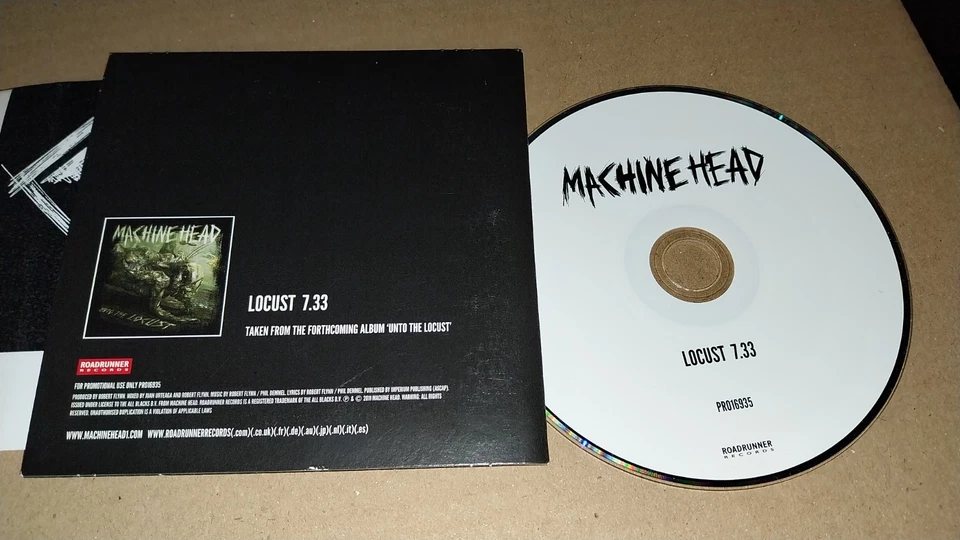 MACHINE HEAD
UNTO THE LOCUST
LOCUST 7.33
TAKEN FROM THE FORTHCOMING ALBUM 'UNTO THE LOCUST'
ROADRUNNER
RECORDS
FOR PROMOTIONAL USE ONLY PRO16935
PRODUCED BY ROBERT FLYNN. MIXED BY JUAN URTEAGA AND ROBERT FLYNN. MUSIC BY ROBERT FLYNN / PHIL DEMMEL. LYRICS BY ROBERT FLYNN / PHIL DEMMEL. PUBLISHED BY IMPERIUM PUBLISHING (ASCAP).
ISSUED UNDER LICENSE TO THE ALL BLACKS B.V. FROM MACHINE HEAD. ROADRUNNER RECORDS IS A REGISTERED TRADEMARK OF THE ALL BLACKS B.V. ℗ & © 2011 MACHINE HEAD. WARNING: ALL RIGHTS
RESERVED. UNAUTHORISED DUPLICATION IS A VIOLATION OF APPLICABLE LAWS
WWW.MACHINEHEAD1.COM WWW.ROADRUNNERRECORDS(.com)(.co.uk)(.fr)(.de)(.au)(.jp)(.nl)(.it)(.es)
MACHINE HEAD
LOCUST 7.33
PRO16935
ROADRUNNER
RECORDS